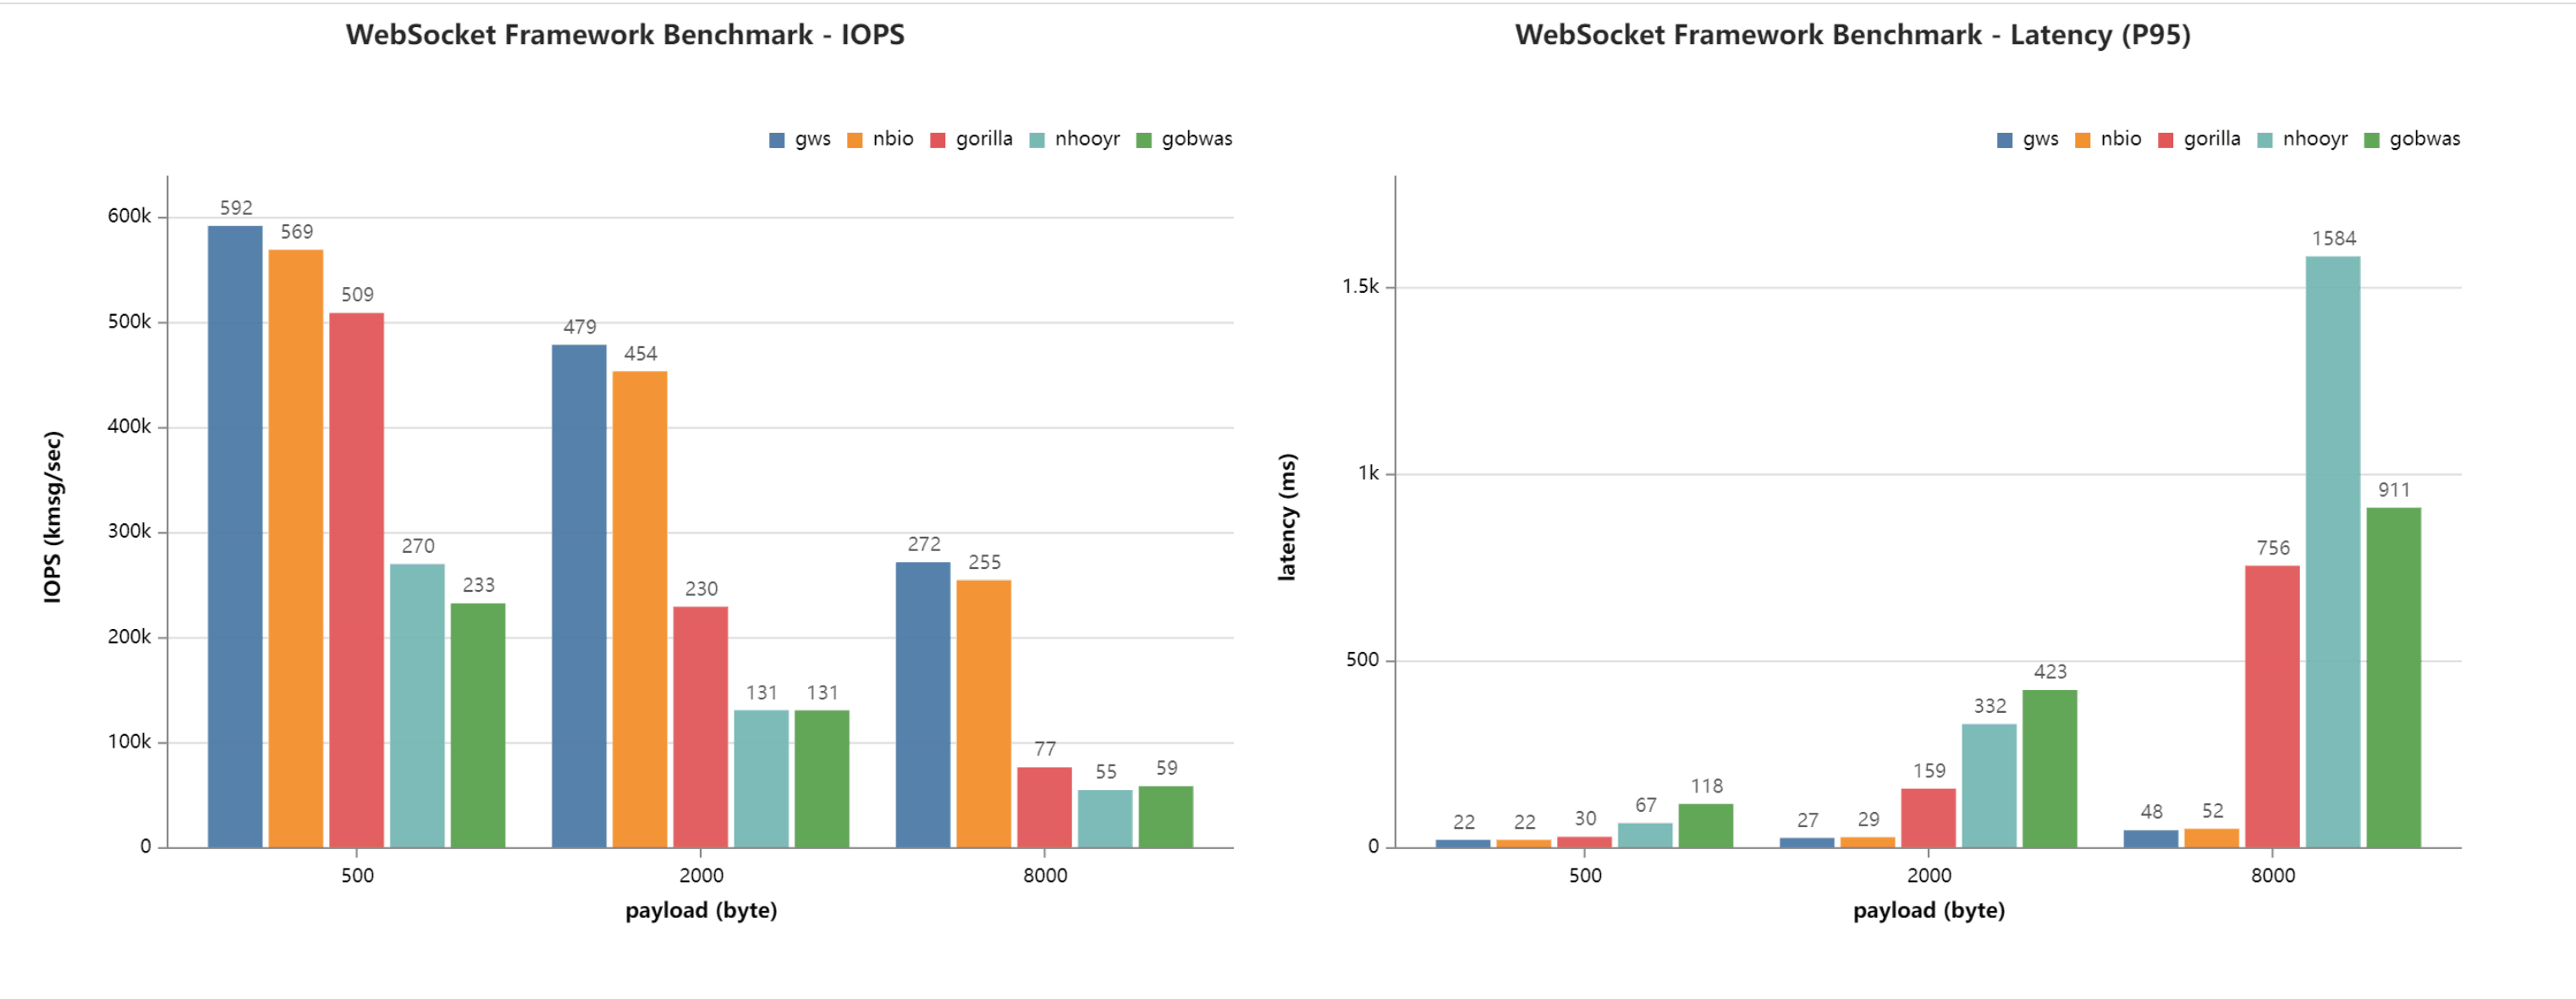 WebSocket Framework Benchmark - IOPS
gws nbio gorilla nhooyr gobwas
IOPS (kmsg/sec)
600k
500k
400k
300k
200k
100k
0
592
569
509
270
233
479
454
230
131
131
272
255
77
55
59
500
2000
8000
payload (byte)
WebSocket Framework Benchmark - Latency (P95)
gws nbio gorilla nhooyr gobwas
latency (ms)
1.5k
1k
500
0
22
22
30
67
118
27
29
159
332
423
48
52
756
1584
911
500
2000
8000
payload (byte)